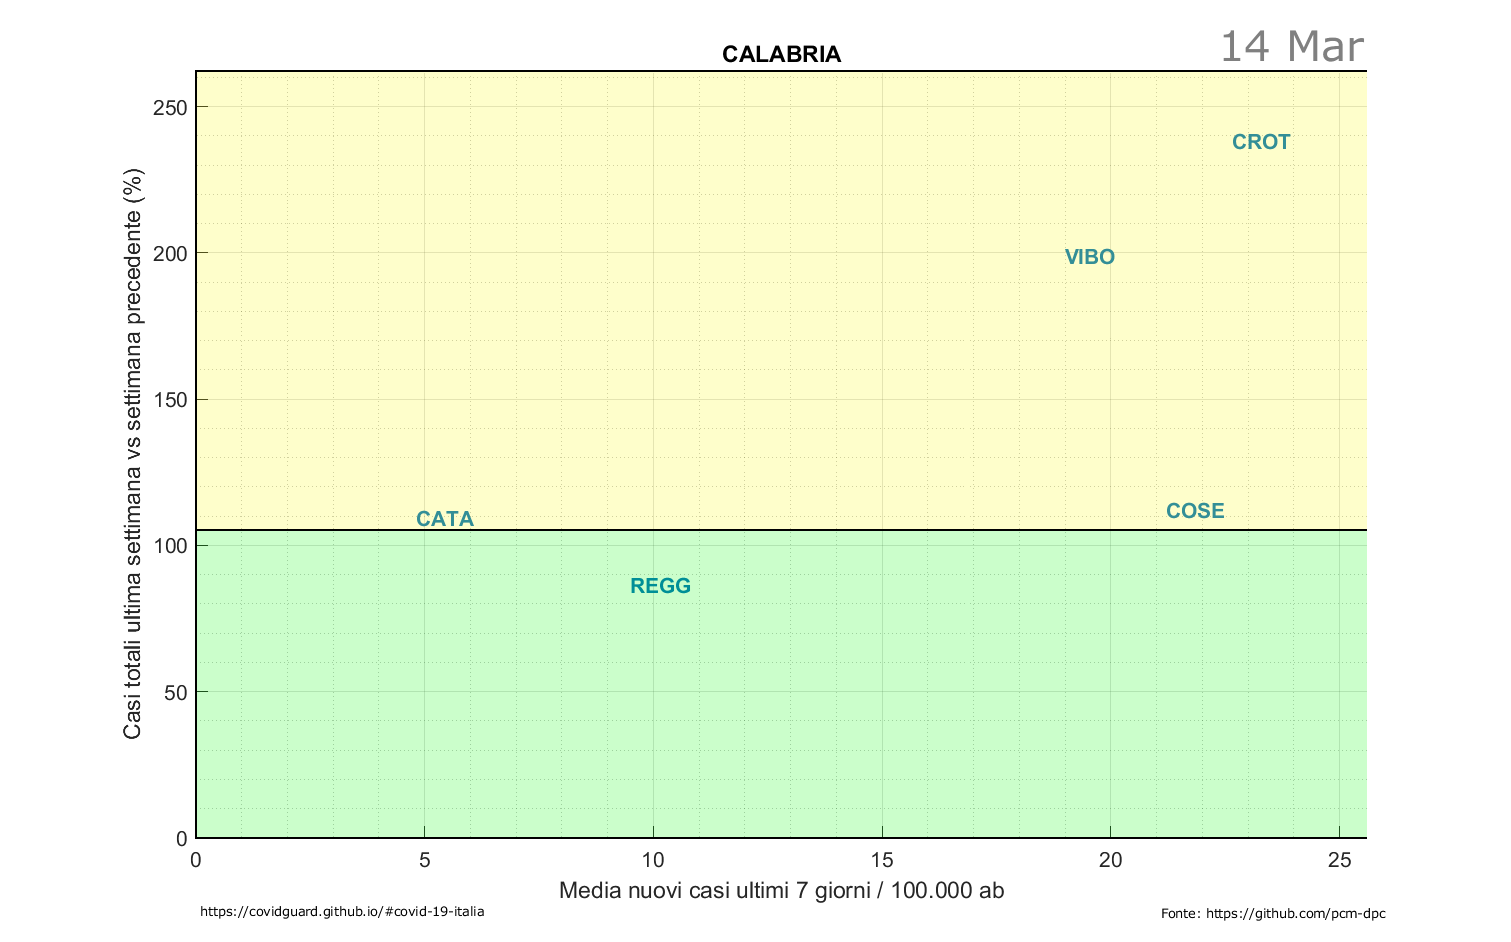 CALABRIA
14 Mar
Casi totali ultima settimana vs settimana precedente (%)
250
200
150
100
50
0
CROT
VIBO
COSE
CATA
REGG
0 5 10 15 20 25
Media nuovi casi ultimi 7 giorni / 100.000 ab
https://covidguard.github.io/#covid-19-italia
Fonte: https://github.com/pcm-dpc